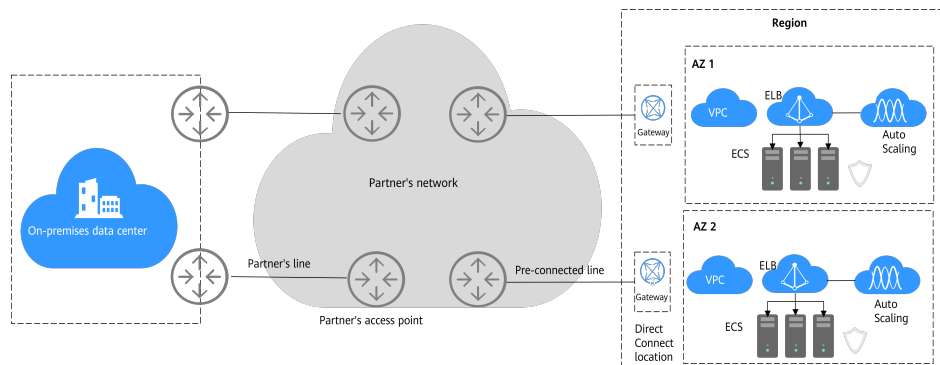 Region
AZ 1
ELB
VPC
Gateway
Auto
Scaling
ECS
Partner's network
On-premises data center
AZ 2
Partner's line
Pre-connected line
ELB
VPC
Gateway
Auto
Scaling
Partner's access point
ECS
Direct
Connect
location